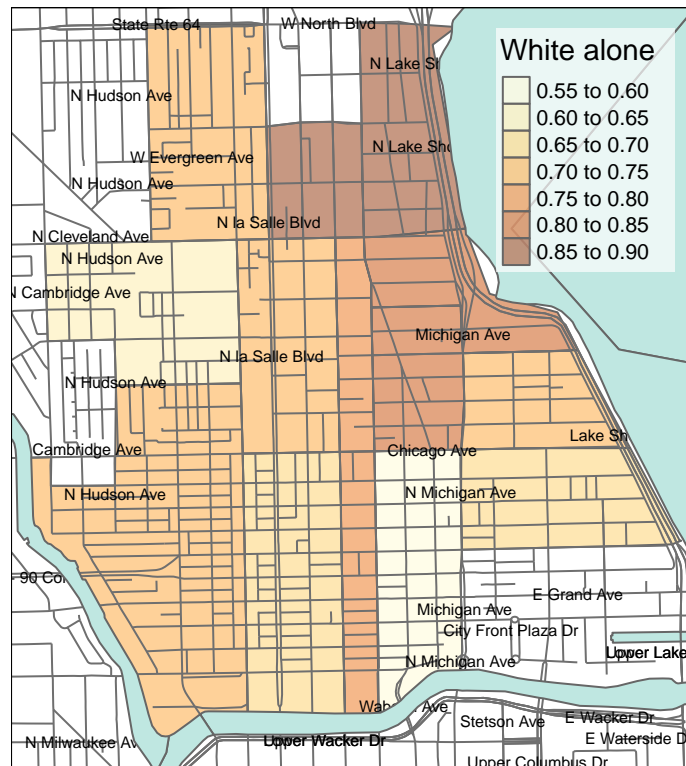 State Rte 64
W North Blvd
White alone
N Lake Sh
N Hudson Ave
0.55 to 0.60
0.60 to 0.65
0.65 to 0.70
0.70 to 0.75
0.75 to 0.80
0.80 to 0.85
0.85 to 0.90
N Lake Sho
W Evergreen Ave
N Hudson Ave
N la Salle Blvd
N Cleveland Ave
N Hudson Ave
N Cambridge Ave
Michigan Ave
N la Salle Blvd
N Hudson Ave
Lake Sh
Cambridge Ave
Chicago Ave
N Hudson Ave
N Michigan Ave
90 Co
E Grand Ave
Michigan Ave
City Front Plaza Dr
Upper Lake
N Michigan Ave
Ave
Stetson Ave
E Wacker Dr
N Milwaukee Av
Upper Wacker Dr
E Waterside D
Upper Columbus Dr